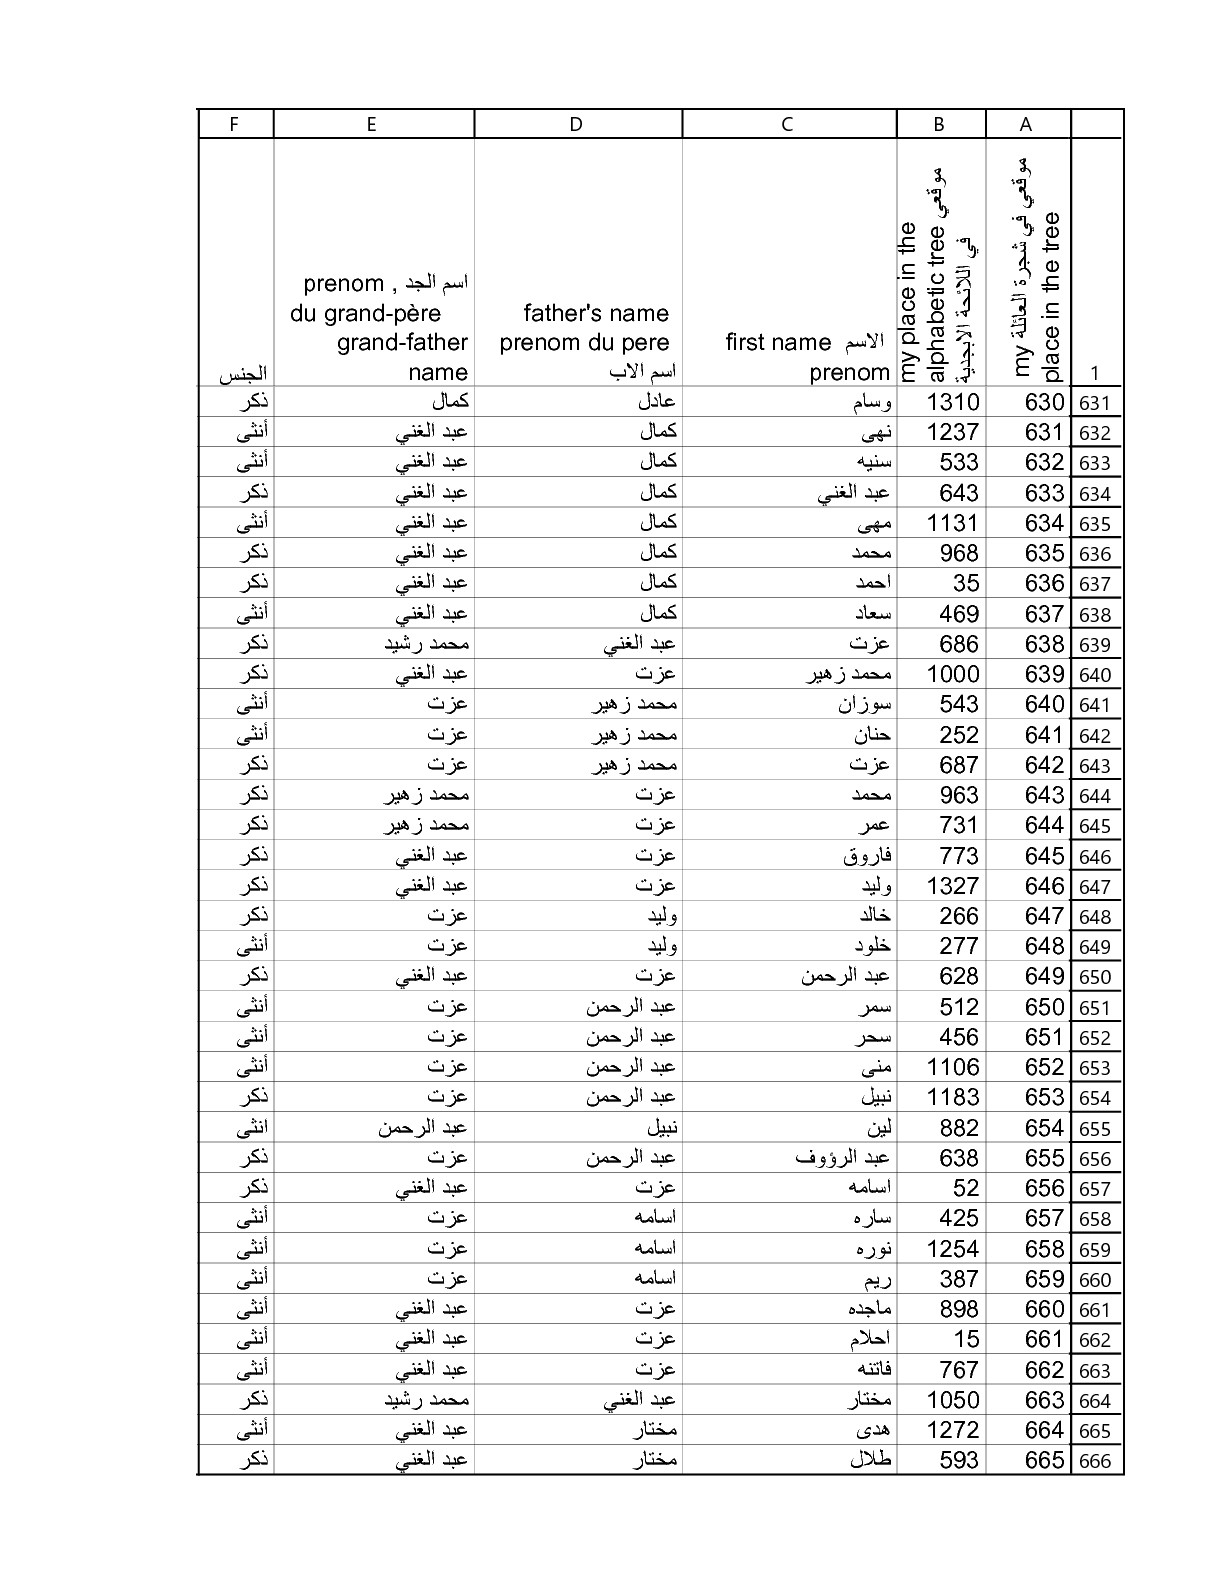 A B C D E F
1 موقعي في شجرة العائلة my place in the tree
my place in the alphabetic tree موقعي في اللائحة الابجدية
first name الاسم
prenom
father's name
prenom du pere
اسم الاب
prenom , اسم الجد
du grand-père
grand-father
name
الجنس
631 630 1310 وسام عادل كمال ذكر
632 631 1237 نهى كمال عبد الغني أنثى
633 632 533 سنيه كمال عبد الغني أنثى
634 633 643 عبد الغني كمال عبد الغني ذكر
635 634 1131 مهى كمال عبد الغني أنثى
636 635 968 محمد كمال عبد الغني ذكر
637 636 35 احمد كمال عبد الغني ذكر
638 637 469 سعاد كمال عبد الغني أنثى
639 638 686 عزت عبد الغني محمد رشيد ذكر
640 639 1000 محمد زهير عزت عبد الغني ذكر
641 640 543 سوزان محمد زهير عزت أنثى
642 641 252 حنان محمد زهير عزت أنثى
643 642 687 عزت محمد زهير عزت ذكر
644 643 963 محمد عزت محمد زهير ذكر
645 644 731 عمر عزت محمد زهير ذكر
646 645 773 فاروق عزت عبد الغني ذكر
647 646 1327 وليد عزت عبد الغني ذكر
648 647 266 خالد وليد عزت ذكر
649 648 277 خلود وليد عزت أنثى
650 649 628 عبد الرحمن عزت عبد الغني ذكر
651 650 512 سمر عبد الرحمن عزت أنثى
652 651 456 سحر عبد الرحمن عزت أنثى
653 652 1106 منى عبد الرحمن عزت أنثى
654 653 1183 نبيل عبد الرحمن عزت ذكر
655 654 882 لين نبيل عبد الرحمن انثى
656 655 638 عبد الرؤوف عبد الرحمن عزت ذكر
657 656 52 اسامه عزت عبد الغني ذكر
658 657 425 ساره اسامه عزت أنثى
659 658 1254 نوره اسامه عزت أنثى
660 659 387 ريم اسامه عزت أنثى
661 660 898 ماجده عزت عبد الغني أنثى
662 661 15 احلام عزت عبد الغني أنثى
663 662 767 فاتنه عزت عبد الغني أنثى
664 663 1050 مختار عبد الغني محمد رشيد ذكر
665 664 1272 هدى مختار عبد الغني أنثى
666 665 593 طلال مختار عبد الغني ذكر